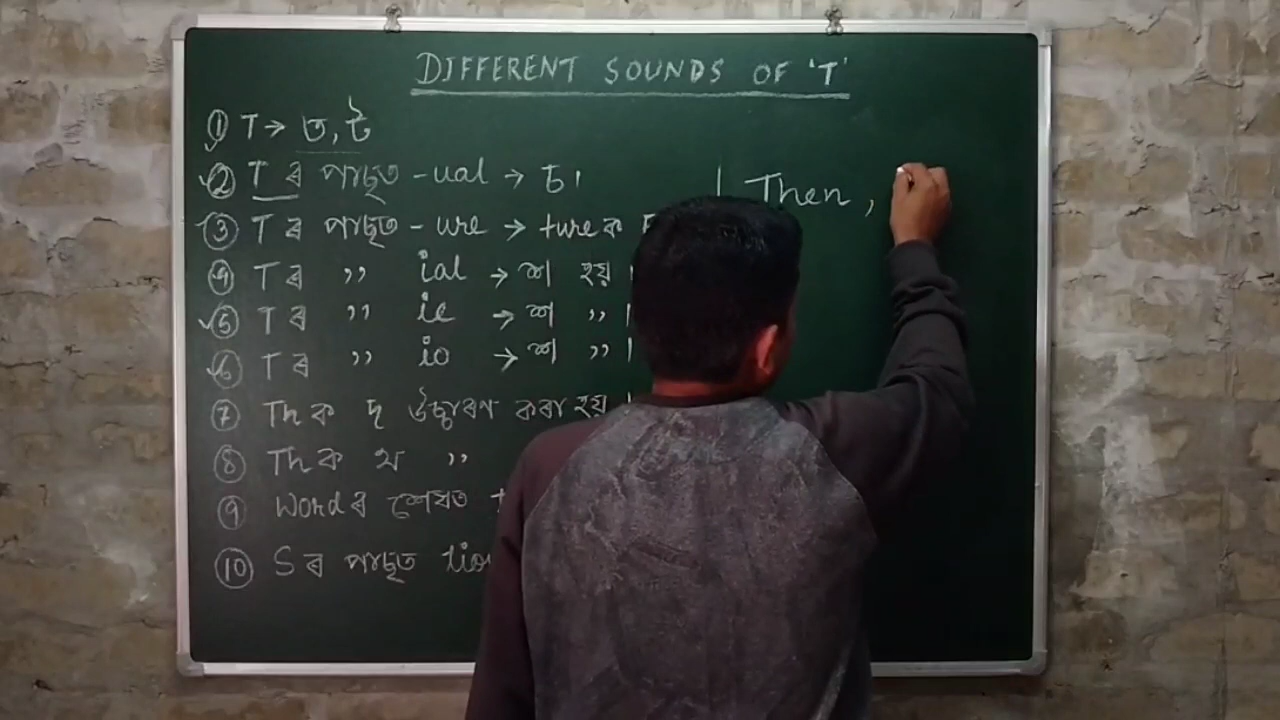 DIFFERENT SOUNDS OF 'T'
① T → ত, ট
② T ৰ পাছত - ual → চ।
Then,
③ T ৰ পাছত - ure → ture ক
④ T ৰ ,, ial → শ হয়।
⑤ T ৰ ,, ie → শ ,, ।
⑥ T ৰ ,, io → শ ,, ।
⑦ Th ক দ উচ্চাৰণ কৰা হয়।
⑧ Th ক থ ,,
⑨ Word ৰ শেষত
⑩ S ৰ পাছত